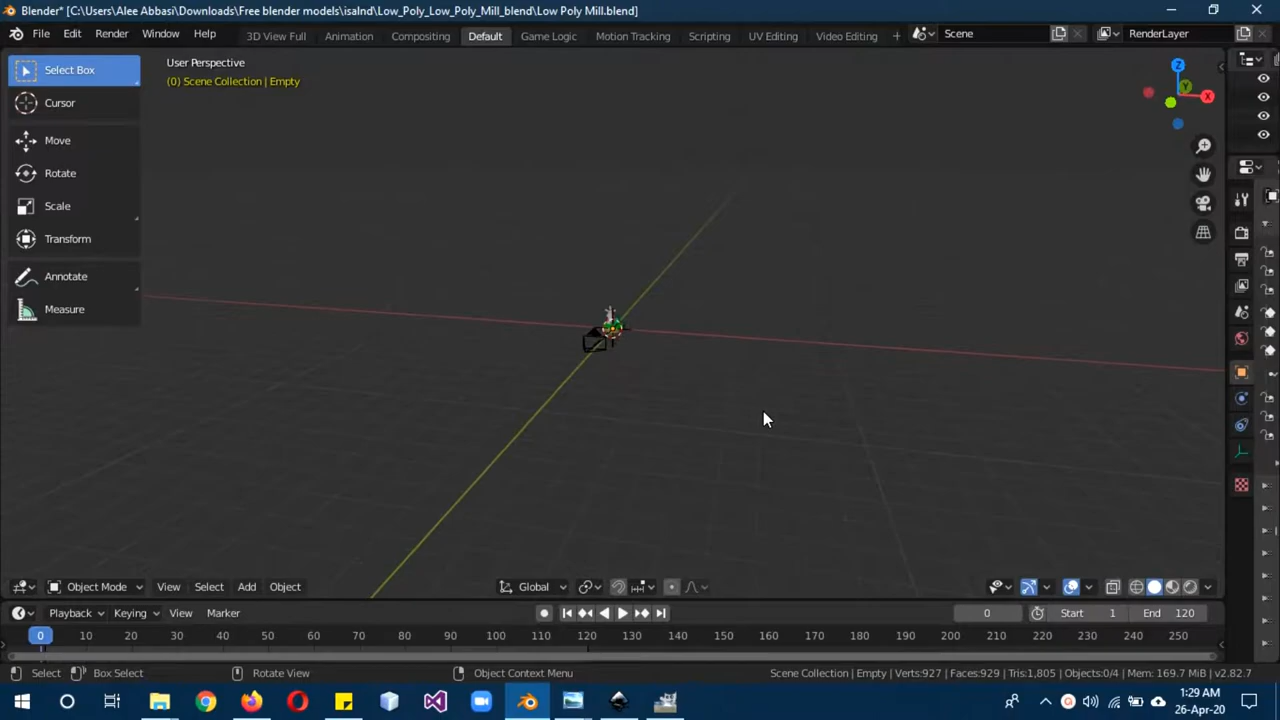 Blender* [C:\Users\Alee Abbasi\Downloads\Free blender models\isalnd\Low_Poly_Low_Poly_Mill_blend\Low Poly Mill.blend]
File Edit Render Window Help 3D View Full Animation Compositing Default Game Logic Motion Tracking Scripting UV Editing Video Editing + Scene RenderLayer
Select Box
Cursor
Move
Rotate
Scale
Transform
Annotate
Measure
User Perspective
(0) Scene Collection | Empty
Z
Y
X
Object Mode View Select Add Object Global
Playback Keying View Marker 0 Start 1 End 120
0 10 20 30 40 50 60 70 80 90 100 110 120 130 140 150 160 170 180 190 200 210 220 230 240 250
Select Box Select Rotate View Object Context Menu Scene Collection | Empty | Verts:927 | Faces:929 | Tris:1,805 | Objects:0/4 | Mem: 169.7 MiB | v2.82.7
1:29 AM
26-Apr-20